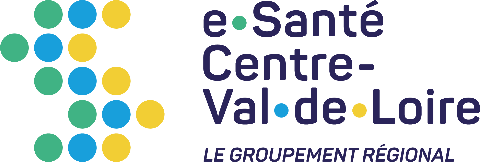 e•Santé
Centre-
Val•de•Loire
LE GROUPEMENT RÉGIONAL